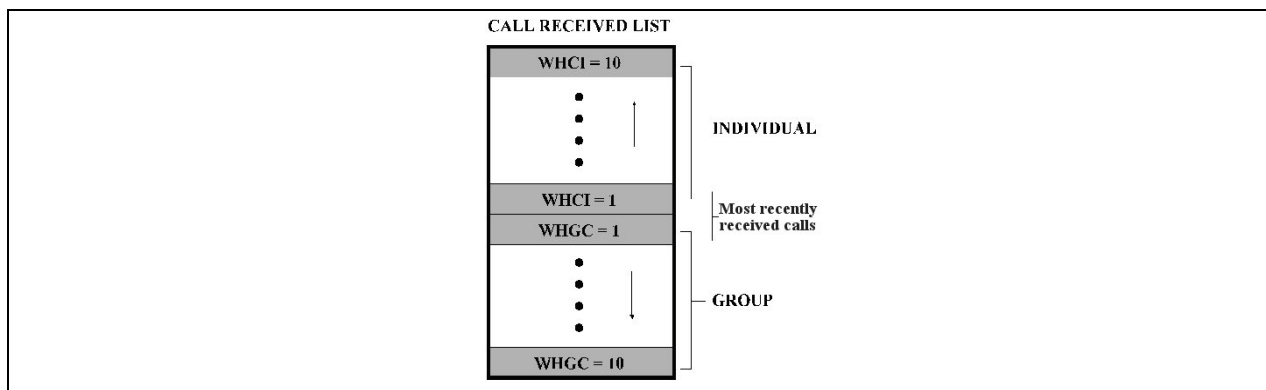 CALL RECEIVED LIST
WHCI = 10
INDIVIDUAL
WHCI = 1
Most recently
received calls
WHGC = 1
GROUP
WHGC = 10